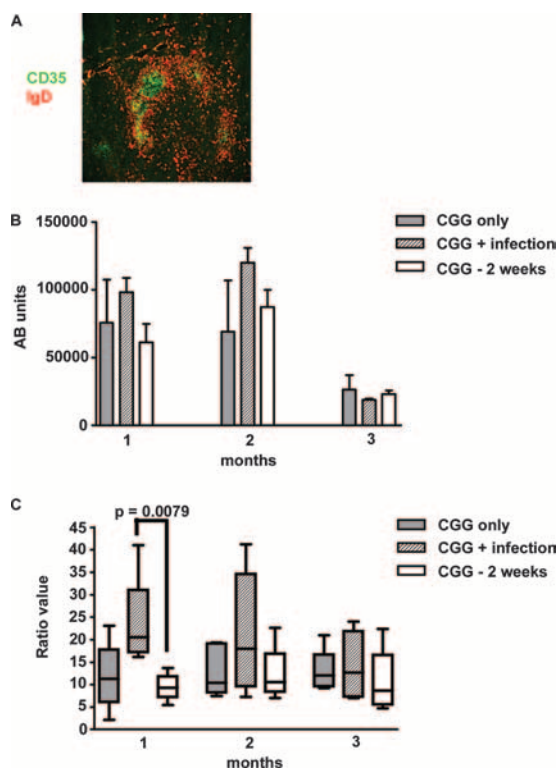 A
CD35
IgD
B
150000
100000
50000
0
AB units
1
2
3
months
CGG only
CGG + infection
CGG - 2 weeks
C
p = 0.0079
45
40
35
30
25
20
15
10
5
0
Ratio value
1
2
3
months
CGG only
CGG + infection
CGG - 2 weeks